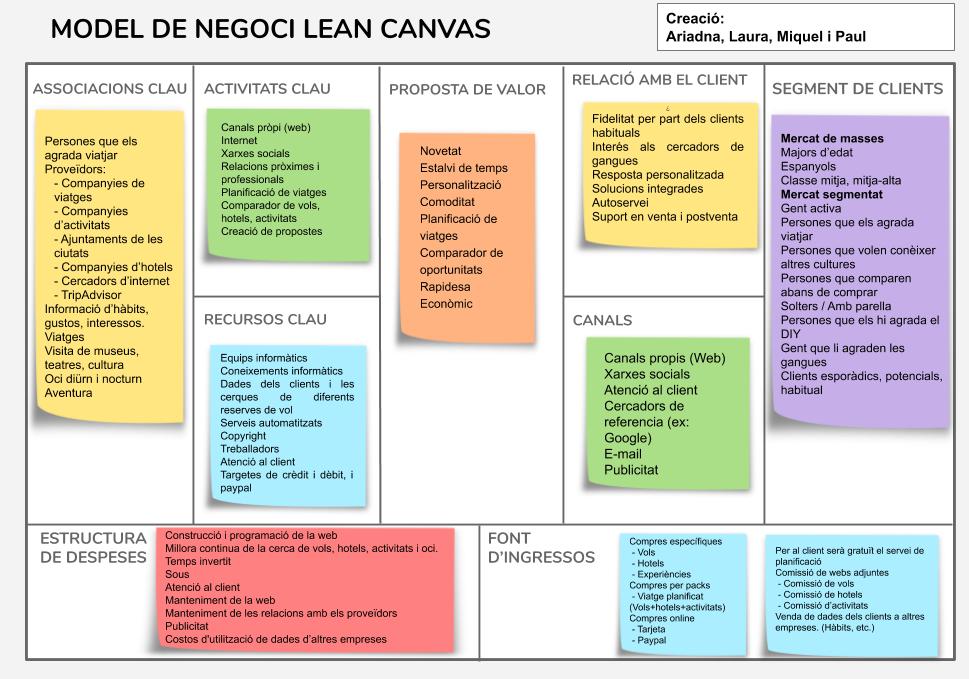 MODEL DE NEGOCI LEAN CANVAS
Creació:
Ariadna, Laura, Miquel i Paul
ASSOCIACIONS CLAU
Persones que els
agrada viatjar
Proveïdors:
- Companyies de
viatges
- Companyies
d'activitats
- Ajuntaments de les
ciutats
- Companyies d'hotels
- Cercadors d'internet
- TripAdvisor
Informació d'hàbits,
gustos, interessos.
Viatges
Visita de museus,
teatres, cultura
Oci diürn i nocturn
Aventura
ACTIVITATS CLAU
Canals pròpi (web)
Internet
Xarxes socials
Relacions pròximes i
professionals
Planificació de viatges
Comparador de vols,
hotels, activitats
Creació de propostes
RECURSOS CLAU
Equips informàtics
Coneixements informàtics
Dades dels clients i les
cerques de diferents
reserves de vol
Serveis automatitzats
Copyright
Treballadors
Atenció al client
Targetes de crèdit i dèbit, i
paypal
PROPOSTA DE VALOR
Novetat
Estalvi de temps
Personalització
Comoditat
Planificació de
viatges
Comparador de
oportunitats
Rapidesa
Econòmic
RELACIÓ AMB EL CLIENT
¿
Fidelitat per part dels clients
habituals
Interés als cercadors de
gangues
Resposta personalitzada
Solucions integrades
Autoservei
Suport en venta i postventa
CANALS
Canals propis (Web)
Xarxes socials
Atenció al client
Cercadors de
referencia (ex:
Google)
E-mail
Publicitat
SEGMENT DE CLIENTS
Mercat de masses
Majors d'edat
Espanyols
Classe mitja, mitja-alta
Mercat segmentat
Gent activa
Persones que els agrada
viatjar
Persones que volen conèixer
altres cultures
Persones que comparen
abans de comprar
Solters / Amb parella
Persones que els hi agrada el
DIY
Gent que li agraden les
gangues
Clients esporàdics, potencials,
habitual
ESTRUCTURA
DE DESPESES
Construcció i programació de la web
Millora continua de la cerca de vols, hotels, activitats i oci.
Temps invertit
Sous
Atenció al client
Manteniment de la web
Manteniment de les relacions amb els proveïdors
Publicitat
Costos d'utilització de dades d'altres empreses
FONT
D'INGRESSOS
Compres específiques
- Vols
- Hotels
- Experiències
Compres per packs
- Viatge planificat
(Vols+hotels+activitats)
Compres online
- Tarjeta
- Paypal
Per al client serà gratuït el servei de
planificació
Comissió de webs adjuntes
- Comissió de vols
- Comissió de hotels
- Comissió d'activitats
Venda de dades dels clients a altres
empreses. (Hàbits, etc.)